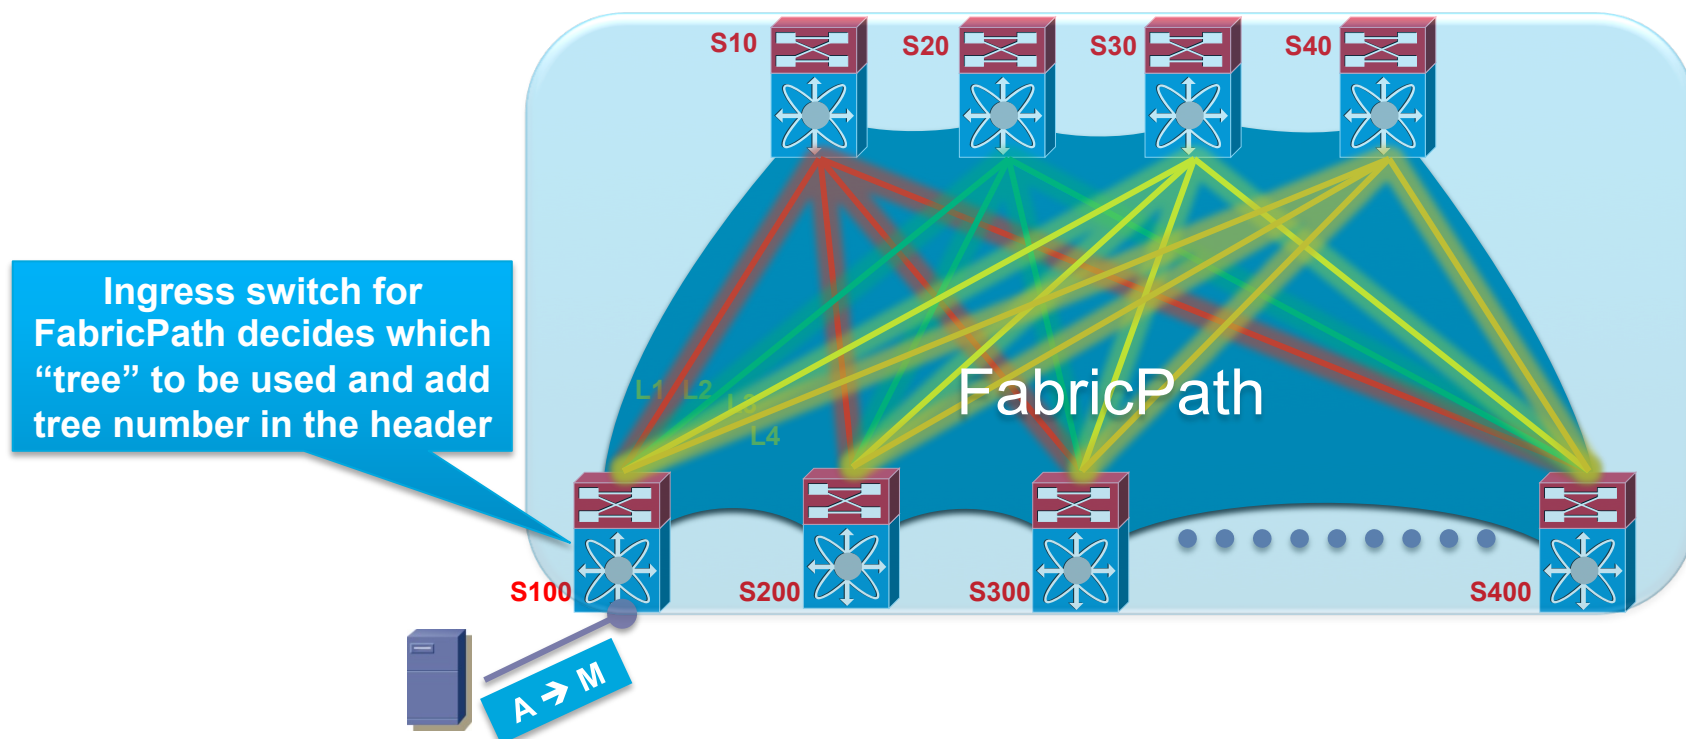 S10
S20
S30
S40
Ingress switch for
FabricPath decides which
“tree” to be used and add
tree number in the header
L1
L2
L3
L4
FabricPath
S100
S200
S300
S400
A → M